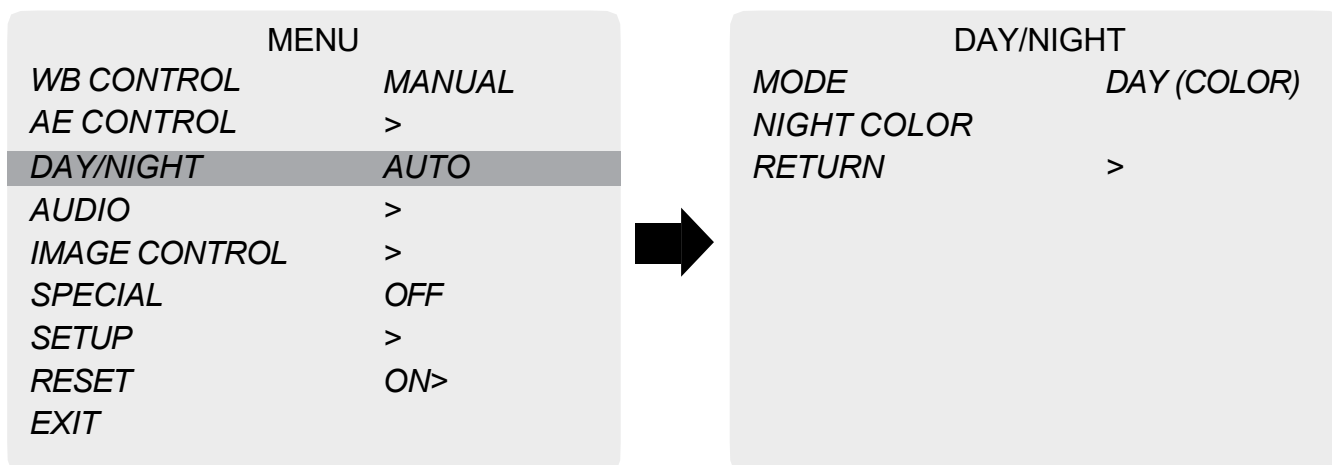 MENU
WB CONTROL MANUAL
AE CONTROL >
DAY/NIGHT AUTO
AUDIO >
IMAGE CONTROL >
SPECIAL OFF
SETUP >
RESET ON>
EXIT
DAY/NIGHT
MODE DAY (COLOR)
NIGHT COLOR
RETURN >